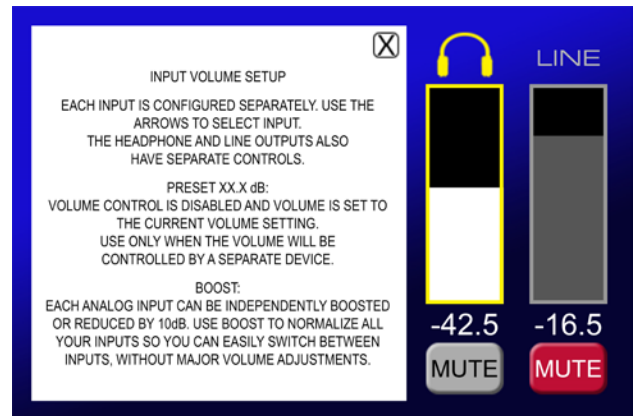 X
INPUT VOLUME SETUP
EACH INPUT IS CONFIGURED SEPARATELY. USE THE
ARROWS TO SELECT INPUT.
THE HEADPHONE AND LINE OUTPUTS ALSO
HAVE SEPARATE CONTROLS.
PRESET XX.X dB:
VOLUME CONTROL IS DISABLED AND VOLUME IS SET TO
THE CURRENT VOLUME SETTING.
USE ONLY WHEN THE VOLUME WILL BE
CONTROLLED BY A SEPARATE DEVICE.
BOOST:
EACH ANALOG INPUT CAN BE INDEPENDENTLY BOOSTED
OR REDUCED BY 10dB. USE BOOST TO NORMALIZE ALL
YOUR INPUTS SO YOU CAN EASILY SWITCH BETWEEN
INPUTS, WITHOUT MAJOR VOLUME ADJUSTMENTS.
LINE
-42.5
-16.5
MUTE
MUTE